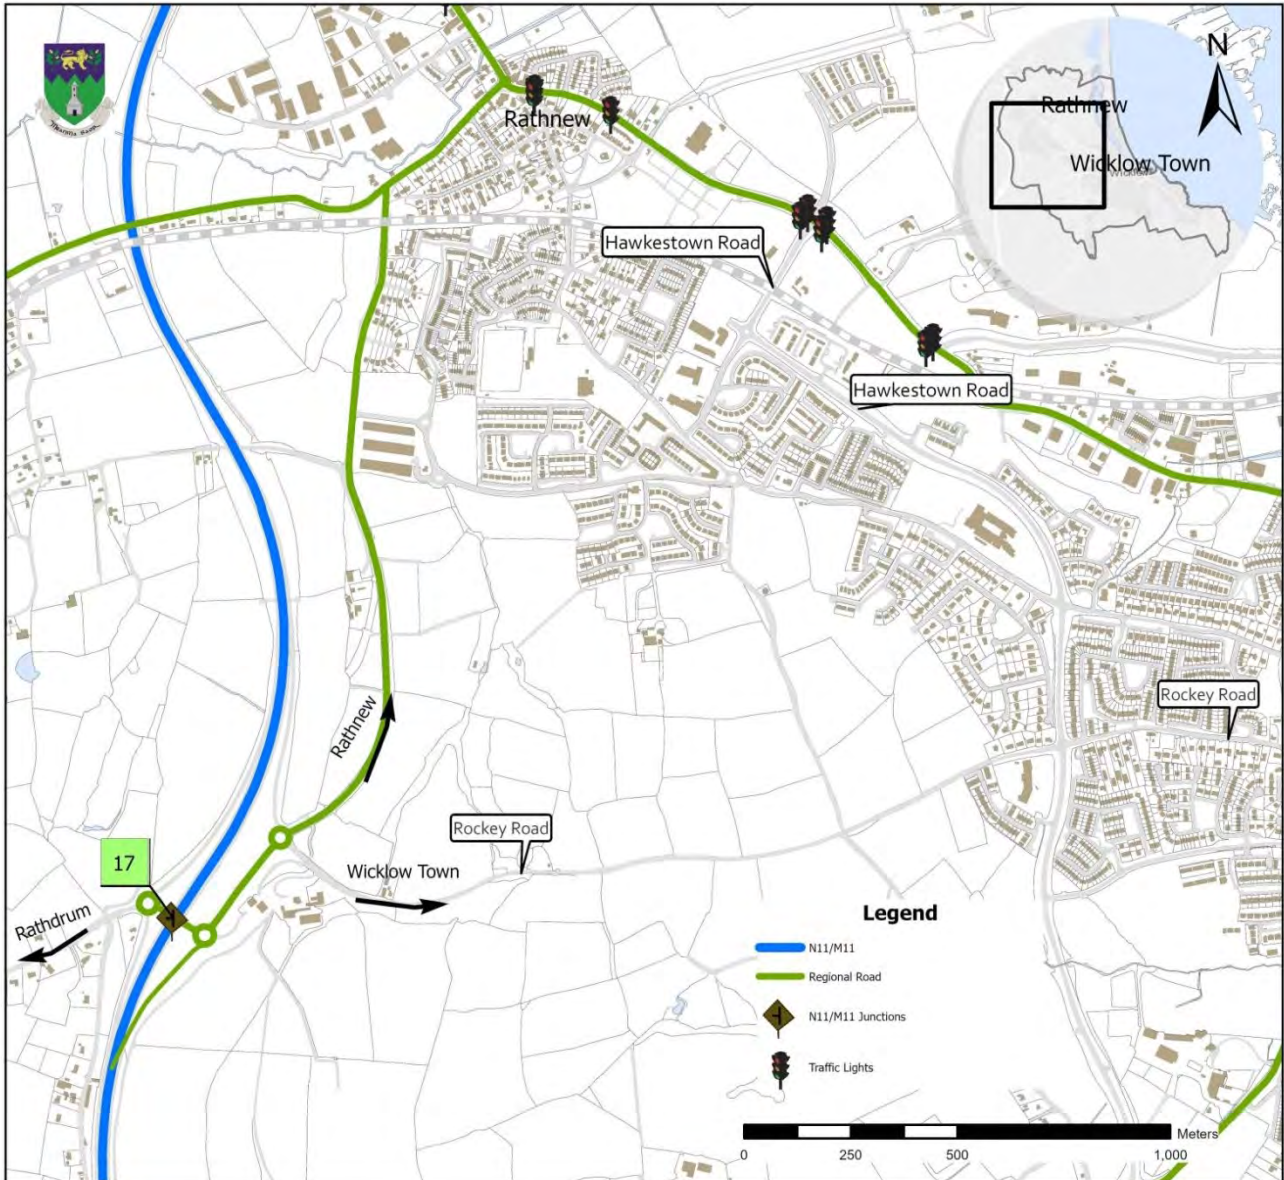 N
Rathnew
Wicklow Town
Wicklow
Rathnew
Hawkestown Road
Hawkestown Road
Rockey Road
Rathnew
Rockey Road
17
Wicklow Town
Rathdrum
Legend
N11/M11
Regional Road
N11/M11 Junctions
Traffic Lights
Meters
0 250 500 1,000